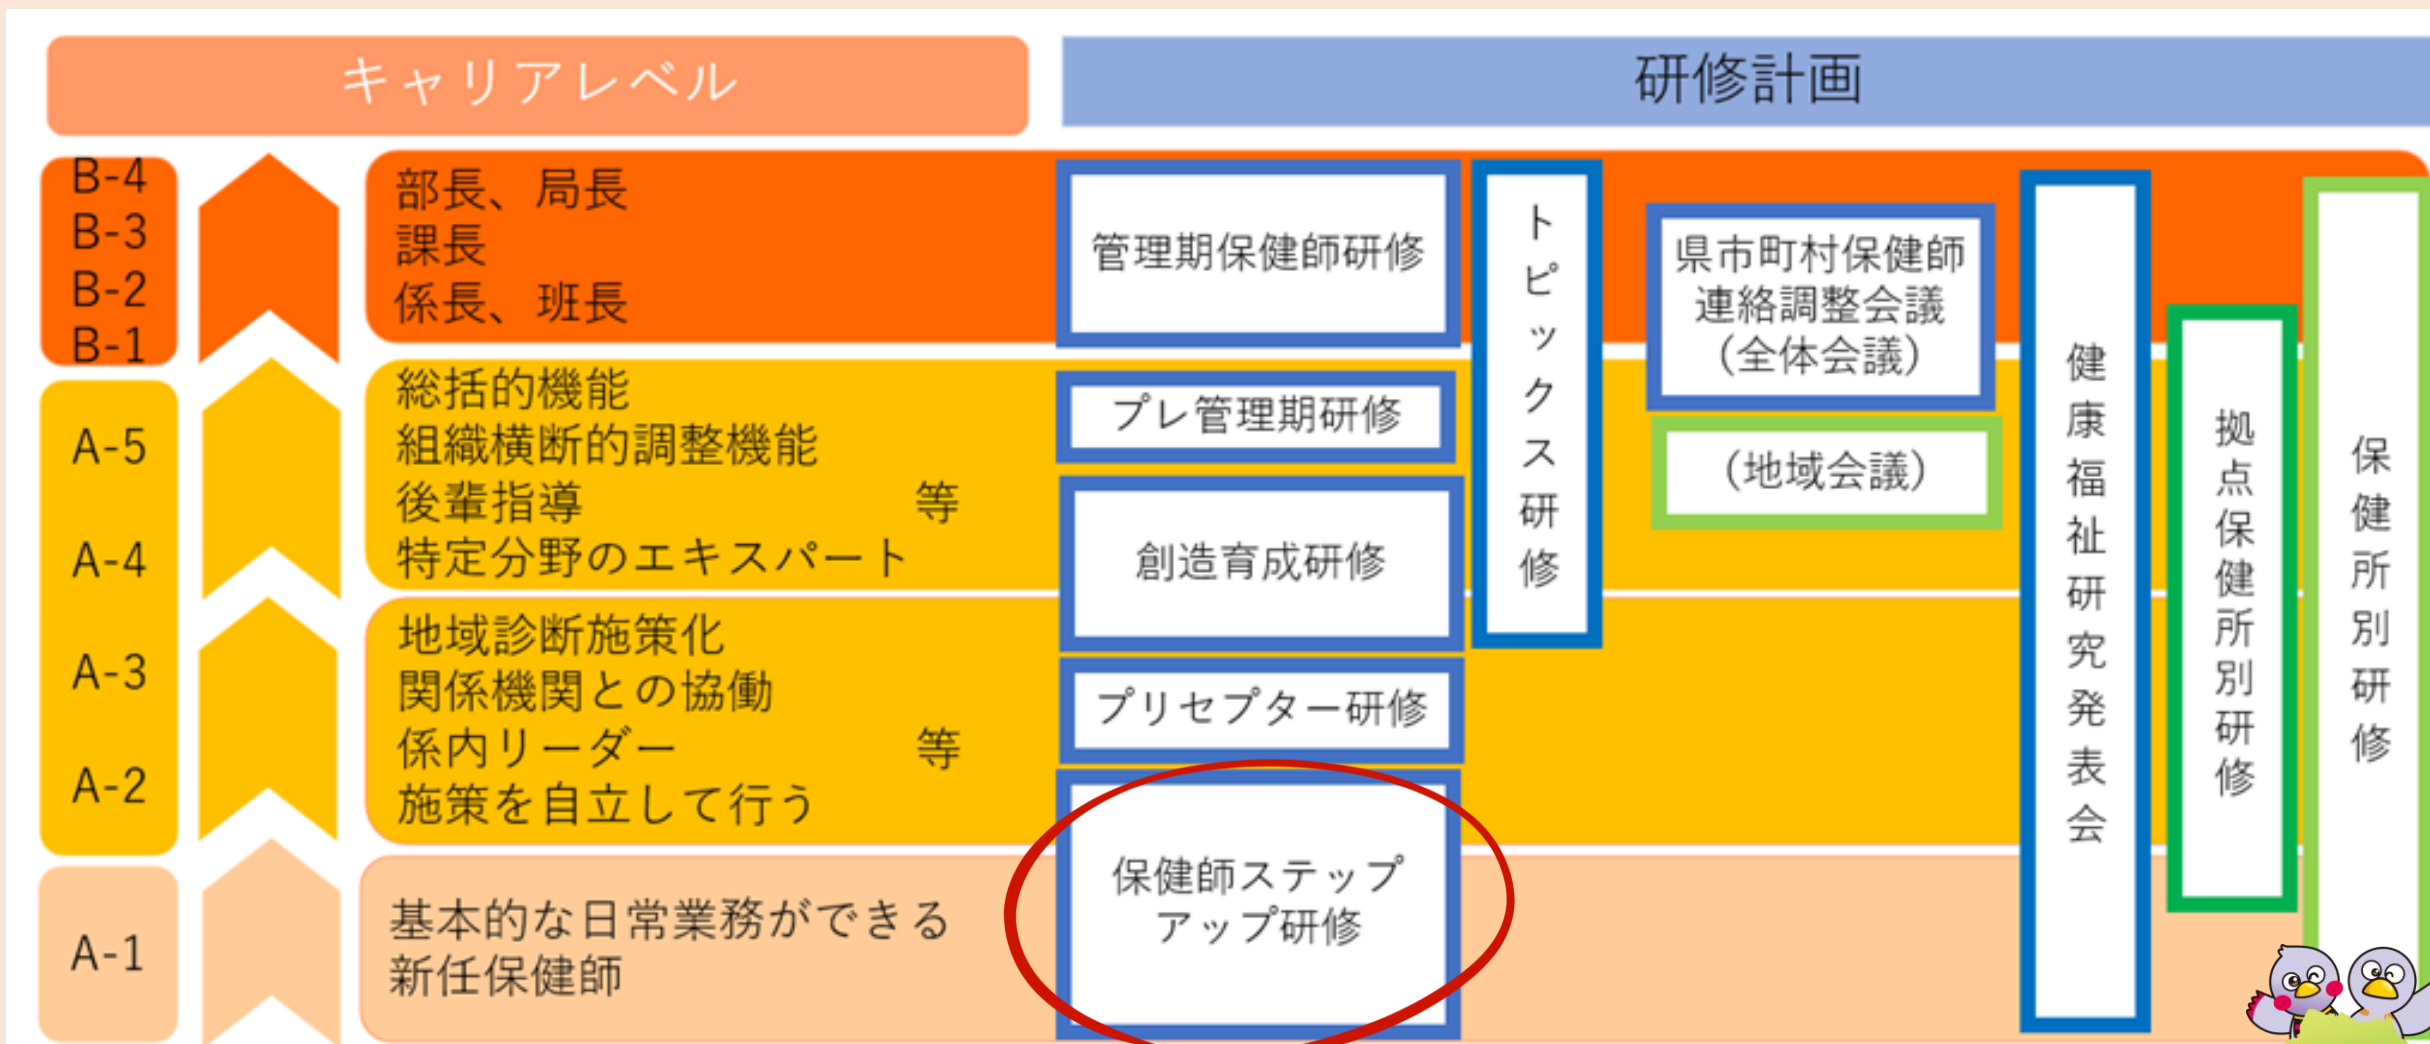 キャリアレベル
研修計画
B-4
B-3
B-2
B-1
部長、局長
課長
係長、班長
A-5
A-4
総括的機能
組織横断的調整機能
後輩指導 等
特定分野のエキスパート
A-3
A-2
地域診断施策化
関係機関との協働
係内リーダー 等
施策を自立して行う
A-1
基本的な日常業務ができる
新任保健師
管理期保健師研修
プレ管理期研修
創造育成研修
プリセプター研修
保健師ステップ
アップ研修
トピックス研修
県市町村保健師
連絡調整会議
(全体会議)
(地域会議)
健康福祉研究発表会
拠点保健所別研修
保健所別研修